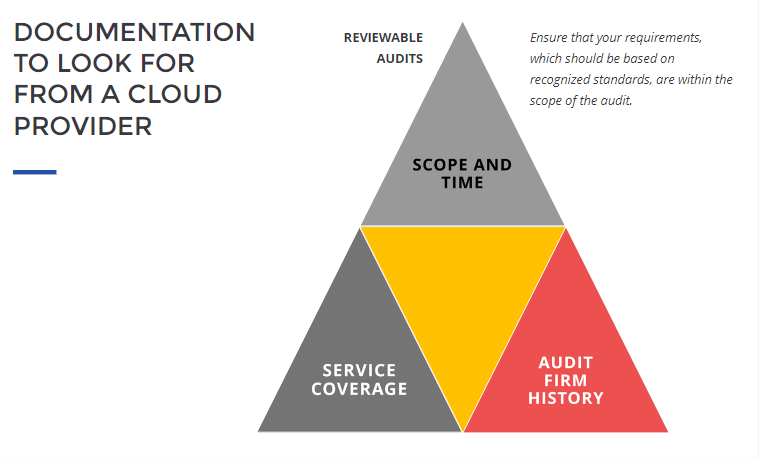 DOCUMENTATION
TO LOOK FOR
FROM A CLOUD
PROVIDER
REVIEWABLE
AUDITS
Ensure that your requirements,
which should be based on
recognized standards, are within the
scope of the audit.
SCOPE AND
TIME
SERVICE
COVERAGE
AUDIT
FIRM
HISTORY